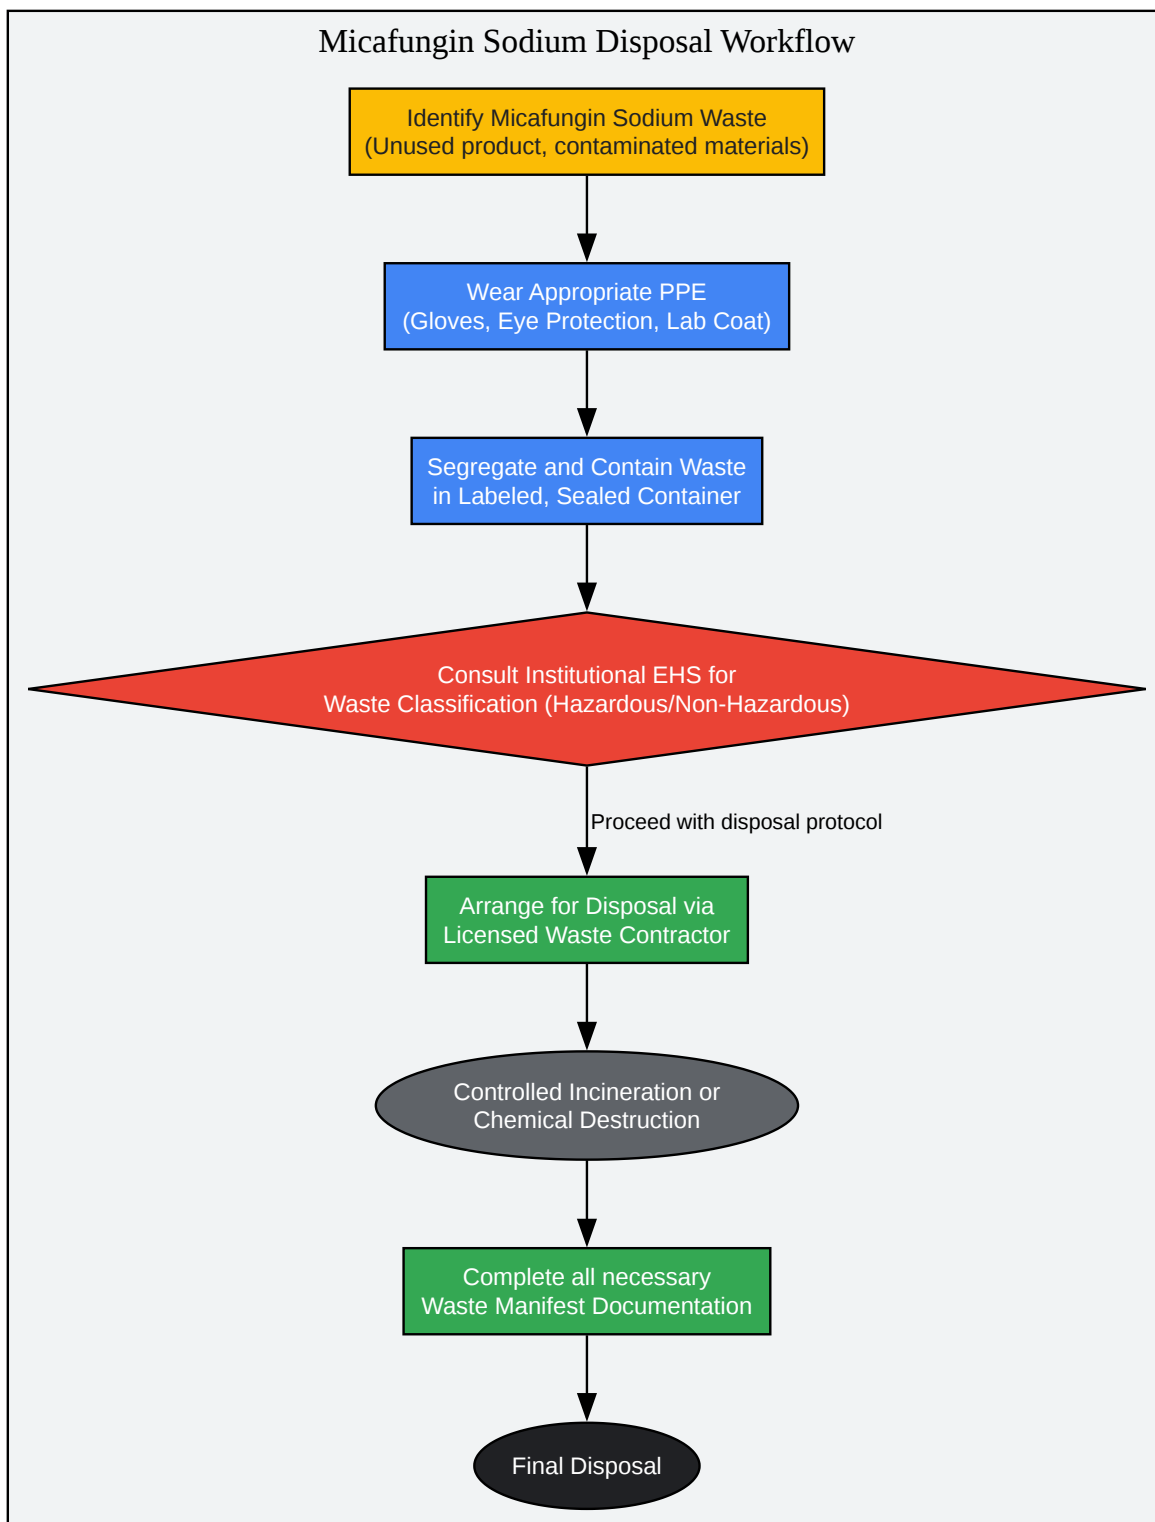 Micafungin Sodium Disposal Workflow
Identify Micafungin Sodium Waste
(Unused product, contaminated materials)
Wear Appropriate PPE
(Gloves, Eye Protection, Lab Coat)
Segregate and Contain Waste
in Labeled, Sealed Container
Consult Institutional EHS for
Waste Classification (Hazardous/Non-Hazardous)
Proceed with disposal protocol
Arrange for Disposal via
Licensed Waste Contractor
Controlled Incineration or
Chemical Destruction
Complete all necessary
Waste Manifest Documentation
Final Disposal